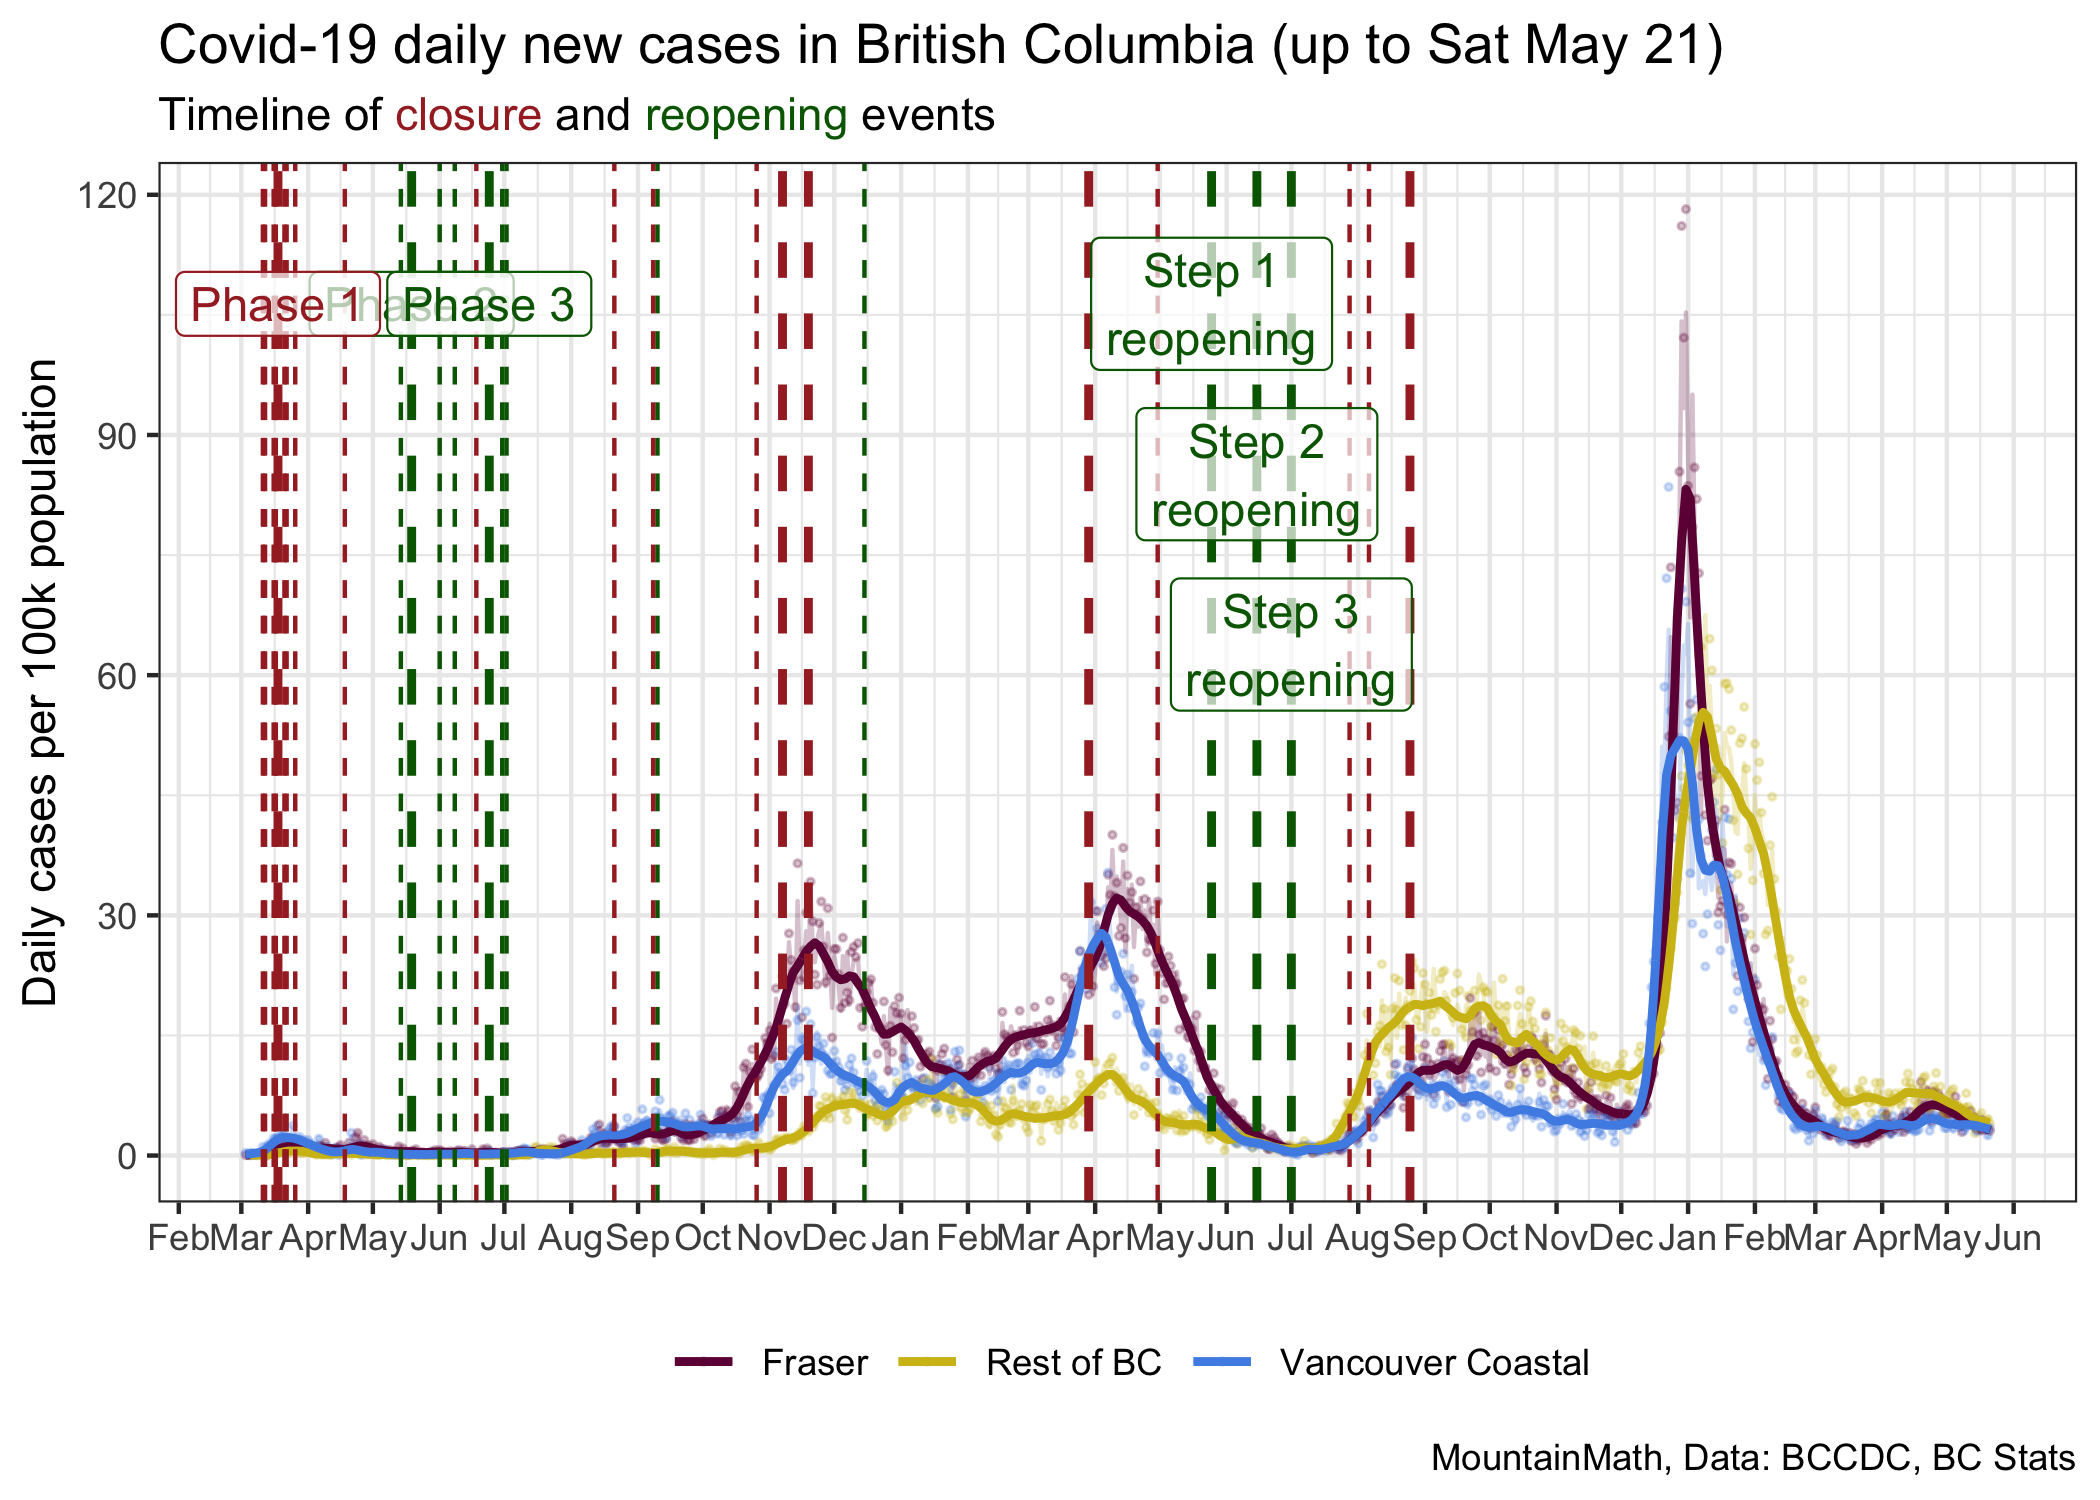 Covid-19 daily new cases in British Columbia (up to Sat May 21)
Timeline of closure and reopening events
Daily cases per 100k population
120
90
60
30
0
Phase 1
Phase 2
Phase 3
Step 1
reopening
Step 2
reopening
Step 3
reopening
Feb Mar Apr May Jun Jul Aug Sep Oct Nov Dec Jan Feb Mar Apr May Jun Jul Aug Sep Oct Nov Dec Jan Feb Mar Apr May Jun
Fraser Rest of BC Vancouver Coastal
MountainMath, Data: BCCDC, BC Stats